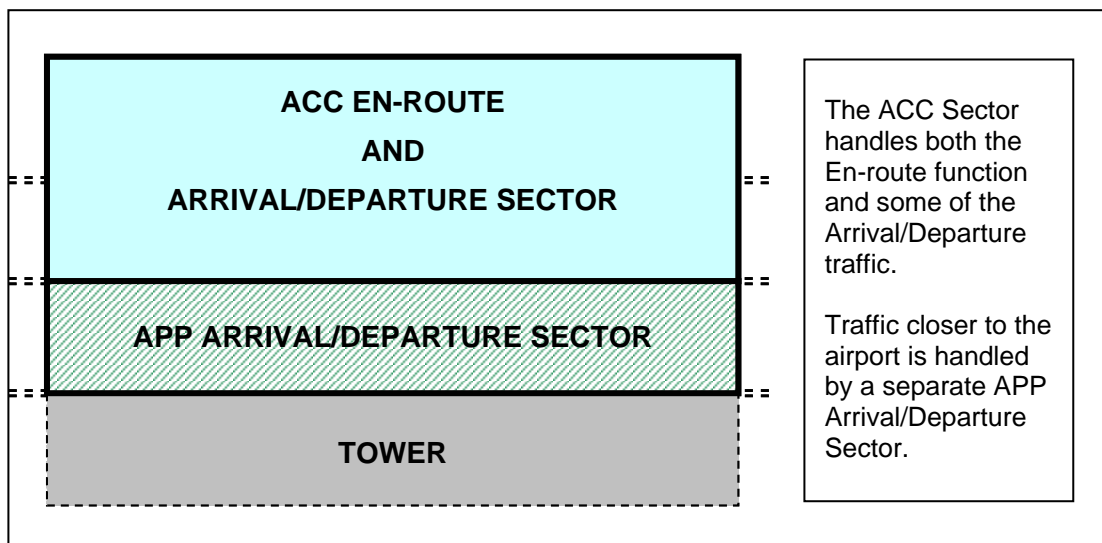 ACC EN-ROUTE
AND
ARRIVAL/DEPARTURE SECTOR
APP ARRIVAL/DEPARTURE SECTOR
TOWER
The ACC Sector
handles both the
En-route function
and some of the
Arrival/Departure
traffic.
Traffic closer to the
airport is handled
by a separate APP
Arrival/Departure
Sector.